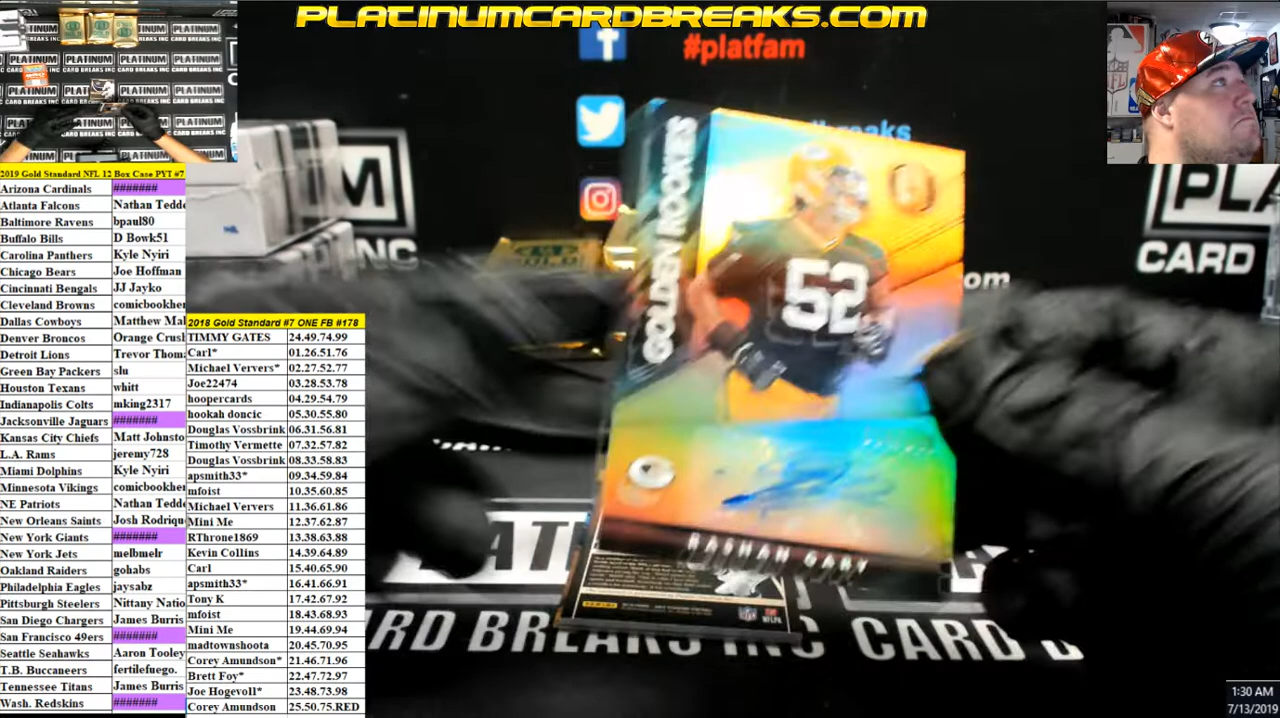 PLATINUMCARDBREAKS.COM
#platfam
2019 Gold Standard NFL 12 Box Case PYT #7
Arizona Cardinals #######
Atlanta Falcons Nathan Tedde
Baltimore Ravens bpaul80
Buffalo Bills D Bowk51
Carolina Panthers Kyle Nyiri
Chicago Bears Joe Hoffman
Cincinnati Bengals JJ Jayko
Cleveland Browns comicbookher
Dallas Cowboys Matthew Mal
Denver Broncos Orange Crush
Detroit Lions Trevor Thoma
Green Bay Packers slu
Houston Texans whitt
Indianapolis Colts mking2317
Jacksonville Jaguars #######
Kansas City Chiefs Matt Johnsto
L.A. Rams jeremy728
Miami Dolphins Kyle Nyiri
Minnesota Vikings comicbookher
NE Patriots Nathan Tedde
New Orleans Saints Josh Rodriqu
New York Giants #######
New York Jets melbmelr
Oakland Raiders gohabs
Philadelphia Eagles jaysabz
Pittsburgh Steelers Nittany Natio
San Diego Chargers James Burris
San Francisco 49ers #######
Seattle Seahawks Aaron Tooley
T.B. Buccaneers fertilefuego.
Tennessee Titans James Burris
Wash. Redskins #######
2018 Gold Standard #7 ONE FB #178
TIMMY GATES 24.49.74.99
Carl* 01.26.51.76
Michael Ververs* 02.27.52.77
Joe22474 03.28.53.78
hoopercards 04.29.54.79
hookah doncic 05.30.55.80
Douglas Vossbrink 06.31.56.81
Timothy Vermette 07.32.57.82
Douglas Vossbrink 08.33.58.83
apsmith33* 09.34.59.84
mfoist 10.35.60.85
Michael Ververs 11.36.61.86
Mini Me 12.37.62.87
RThrone1869 13.38.63.88
Kevin Collins 14.39.64.89
Carl 15.40.65.90
apsmith33* 16.41.66.91
Tony K 17.42.67.92
mfoist 18.43.68.93
Mini Me 19.44.69.94
madtownshoota 20.45.70.95
Corey Amundson* 21.46.71.96
Brett Foy* 22.47.72.97
Joe Hogevoll* 23.48.73.98
Corey Amundson 25.50.75.RED
GOLDEN ROOKIES
52
RASHAN GARY
PLA
CARD
M
INC
om
RD BREAKS INC CARD B
1:30 AM
7/13/2019